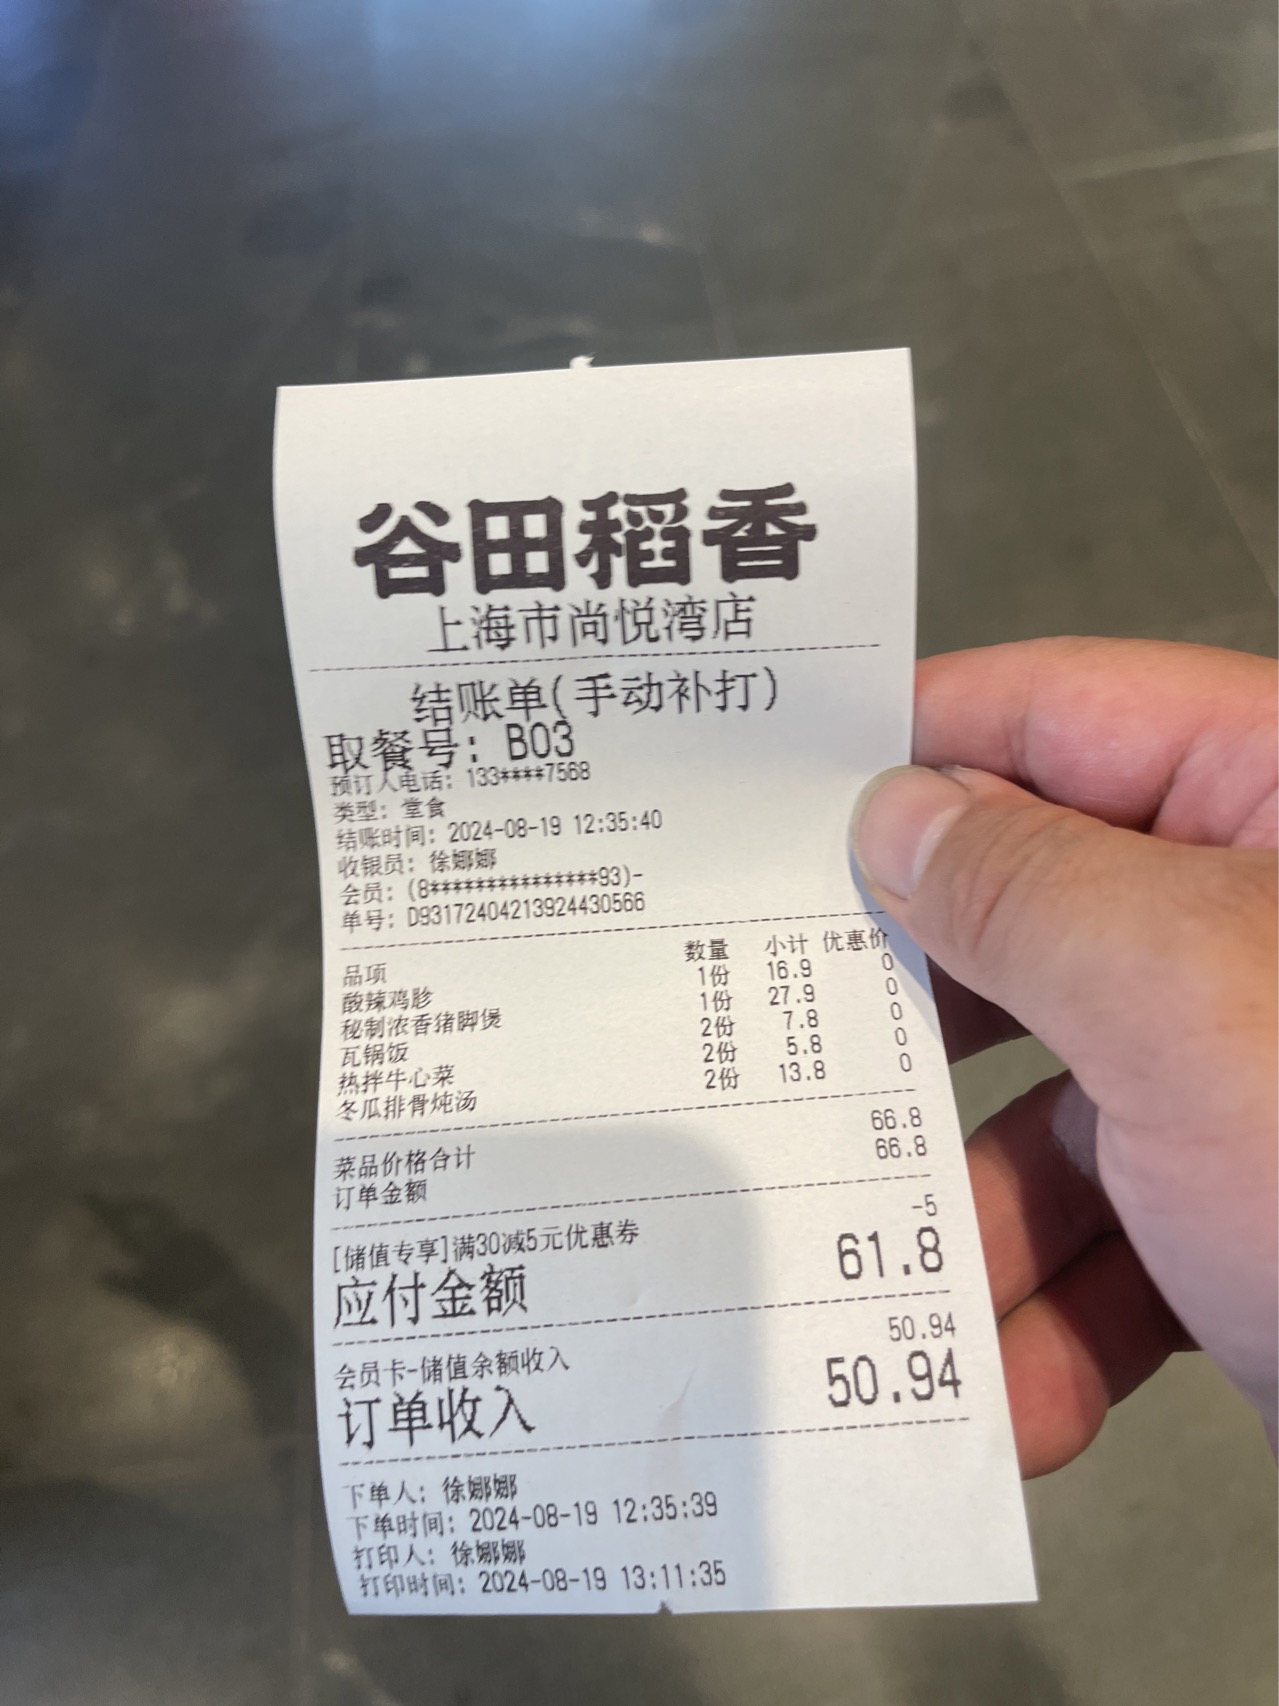 谷田稻香
上海市尚悦湾店
结账单(手动补打)
取餐号: B03
预订人电话: 133****7568
类型: 堂食
结账时间: 2024-08-19 12:35:40
收银员: 徐娜娜
会员: (8***************93)-
单号: D93172404213924430566
品项 数量 小计 优惠价
酸辣鸡胗 1份 16.9 0
秘制浓香猪脚煲 1份 27.9 0
瓦锅饭 2份 7.8 0
热拌牛心菜 2份 5.8 0
冬瓜排骨炖汤 2份 13.8 0
菜品价格合计 66.8
订单金额 66.8
[储值专享]满30减5元优惠券 -5
应付金额 61.8
会员卡-储值余额收入 50.94
订单收入 50.94
下单人: 徐娜娜
下单时间: 2024-08-19 12:35:39
打印人: 徐娜娜
打印时间: 2024-08-19 13:11:35